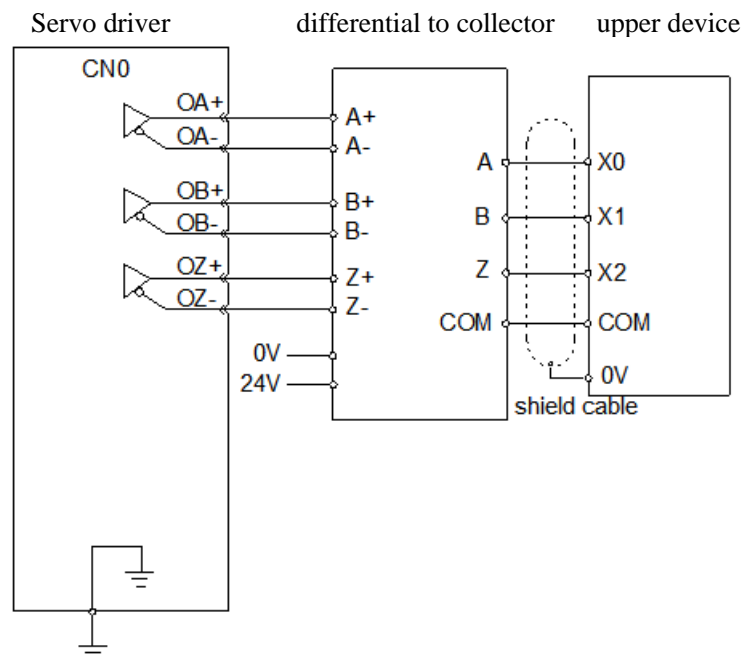 Servo driver differential to collector upper device
CN0
OA+
OA-
OB+
OB-
OZ+
OZ-
A+
A-
B+
B-
Z+
Z-
0V
24V
A
B
Z
COM
X0
X1
X2
COM
0V
shield cable